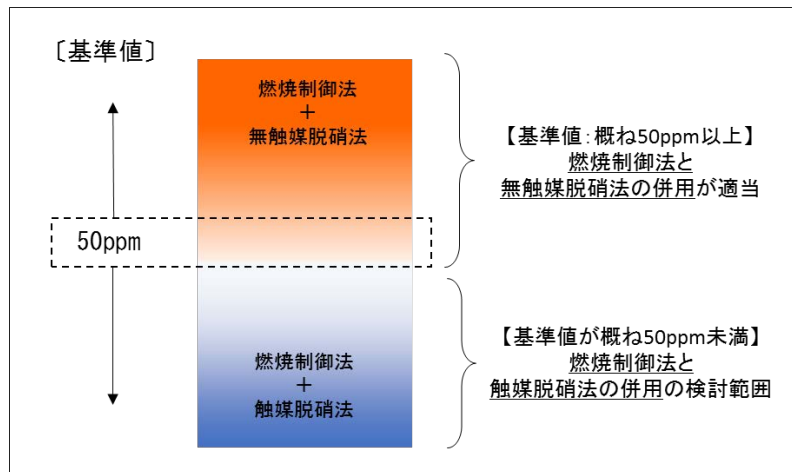 〔基準値〕
燃焼制御法
＋
無触媒脱硝法
【基準値：概ね50ppm以上】
燃焼制御法と
無触媒脱硝法の併用が適当
50ppm
燃焼制御法
＋
触媒脱硝法
【基準値が概ね50ppm未満】
燃焼制御法と
触媒脱硝法の併用の検討範囲